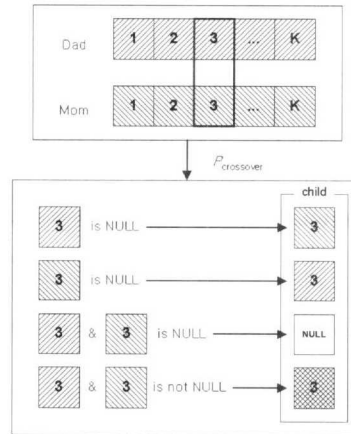 Dad 1 2 3 ... K
Mom 1 2 3 ... K
Pcrossover
child
3 is NULL 3
3 is NULL 3
3 & 3 is NULL NULL
3 & 3 is not NULL 3